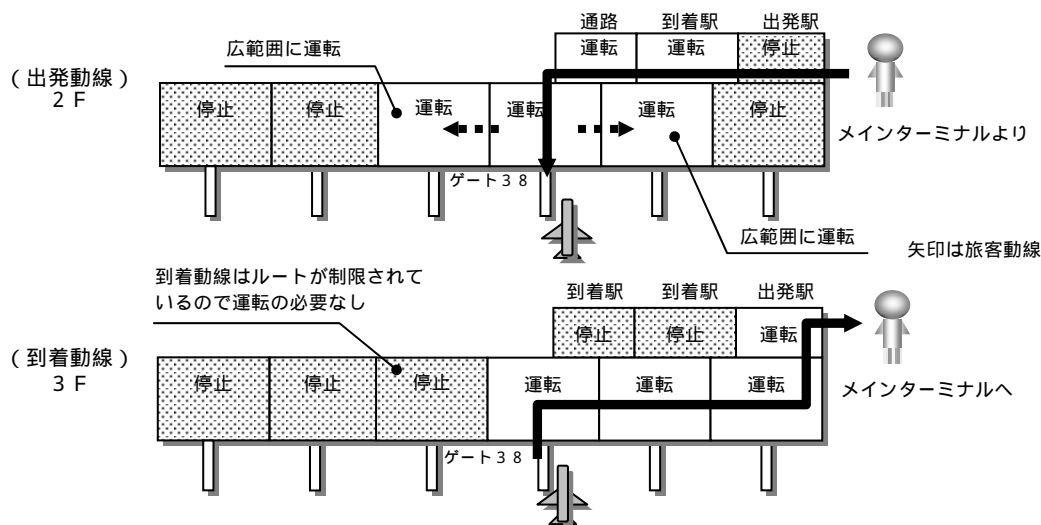 通路 到着駅 出発駅
運転 運転 停止
広範囲に運転
(出発動線)
2F
停止 停止 運転 運転 運転 停止
メインターミナルより
ゲート38
広範囲に運転
矢印は旅客動線
到着動線はルートが制限されて
いるので運転の必要なし
到着駅 到着駅 出発駅
停止 停止 運転
(到着動線)
3F
停止 停止 停止 運転 運転 運転
メインターミナルへ
ゲート38